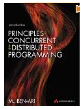 PRINCIPLES
OF
CONCURRENT
AND
DISTRIBUTED
PROGRAMMING
M. BEN-ARI